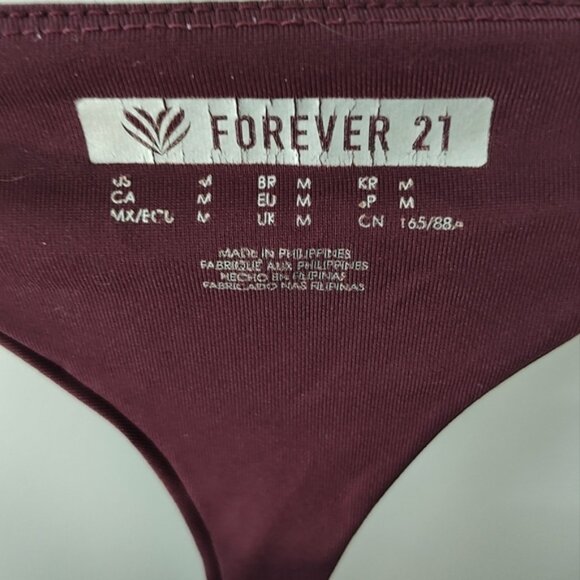 FOREVER 21
US M BR M KR M
CA M EU M JP M
MX/ECU M UK M CN 165/88A
MADE IN PHILIPPINES
FABRIQUÉ AUX PHILIPPINES
HECHO EN FILIPINAS
FABRICADO NAS FILIPINAS